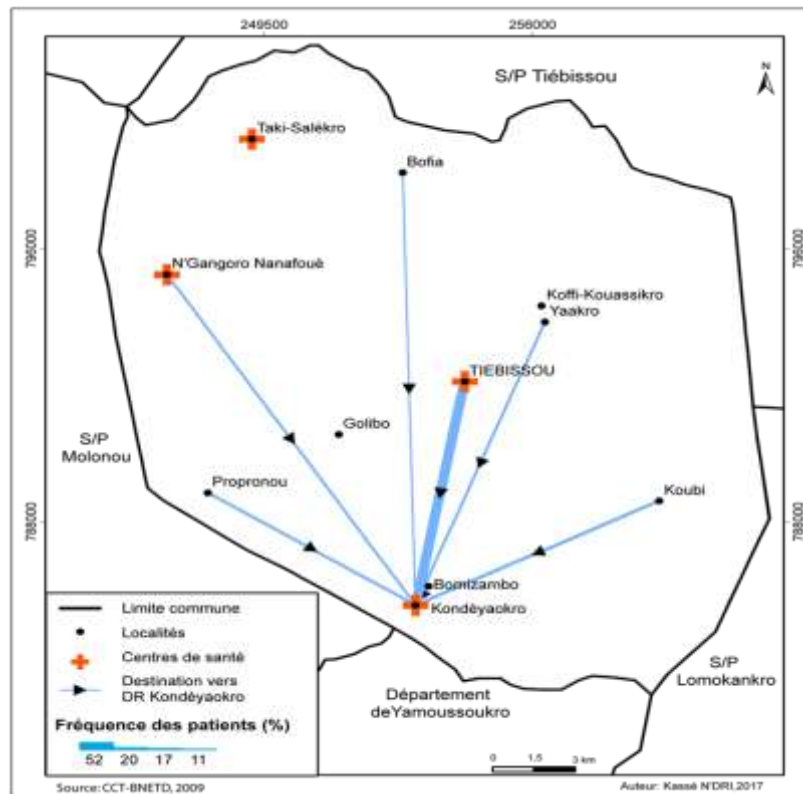 249500
256000
S/P Tiébissou
N
Taki-Salékro
Bofia
795000
795000
N'Gangoro Nanafouè
Koffi-Kouassikro
Yaakro
TIEBISSOU
Golibo
S/P
Molonou
Propronou
Koubi
788000
788000
Bomizambo
Kondèyaokro
Limite commune
Localités
Centres de santé
Destination vers
DR Kondèyaokro
Fréquence des patients (%)
52 20 17 11
S/P
Lomokankro
Département
deYamoussoukro
0 1,5 3 km
Source:CCT-BNETD, 2009
Auteur: Kassé N'DRI,2017